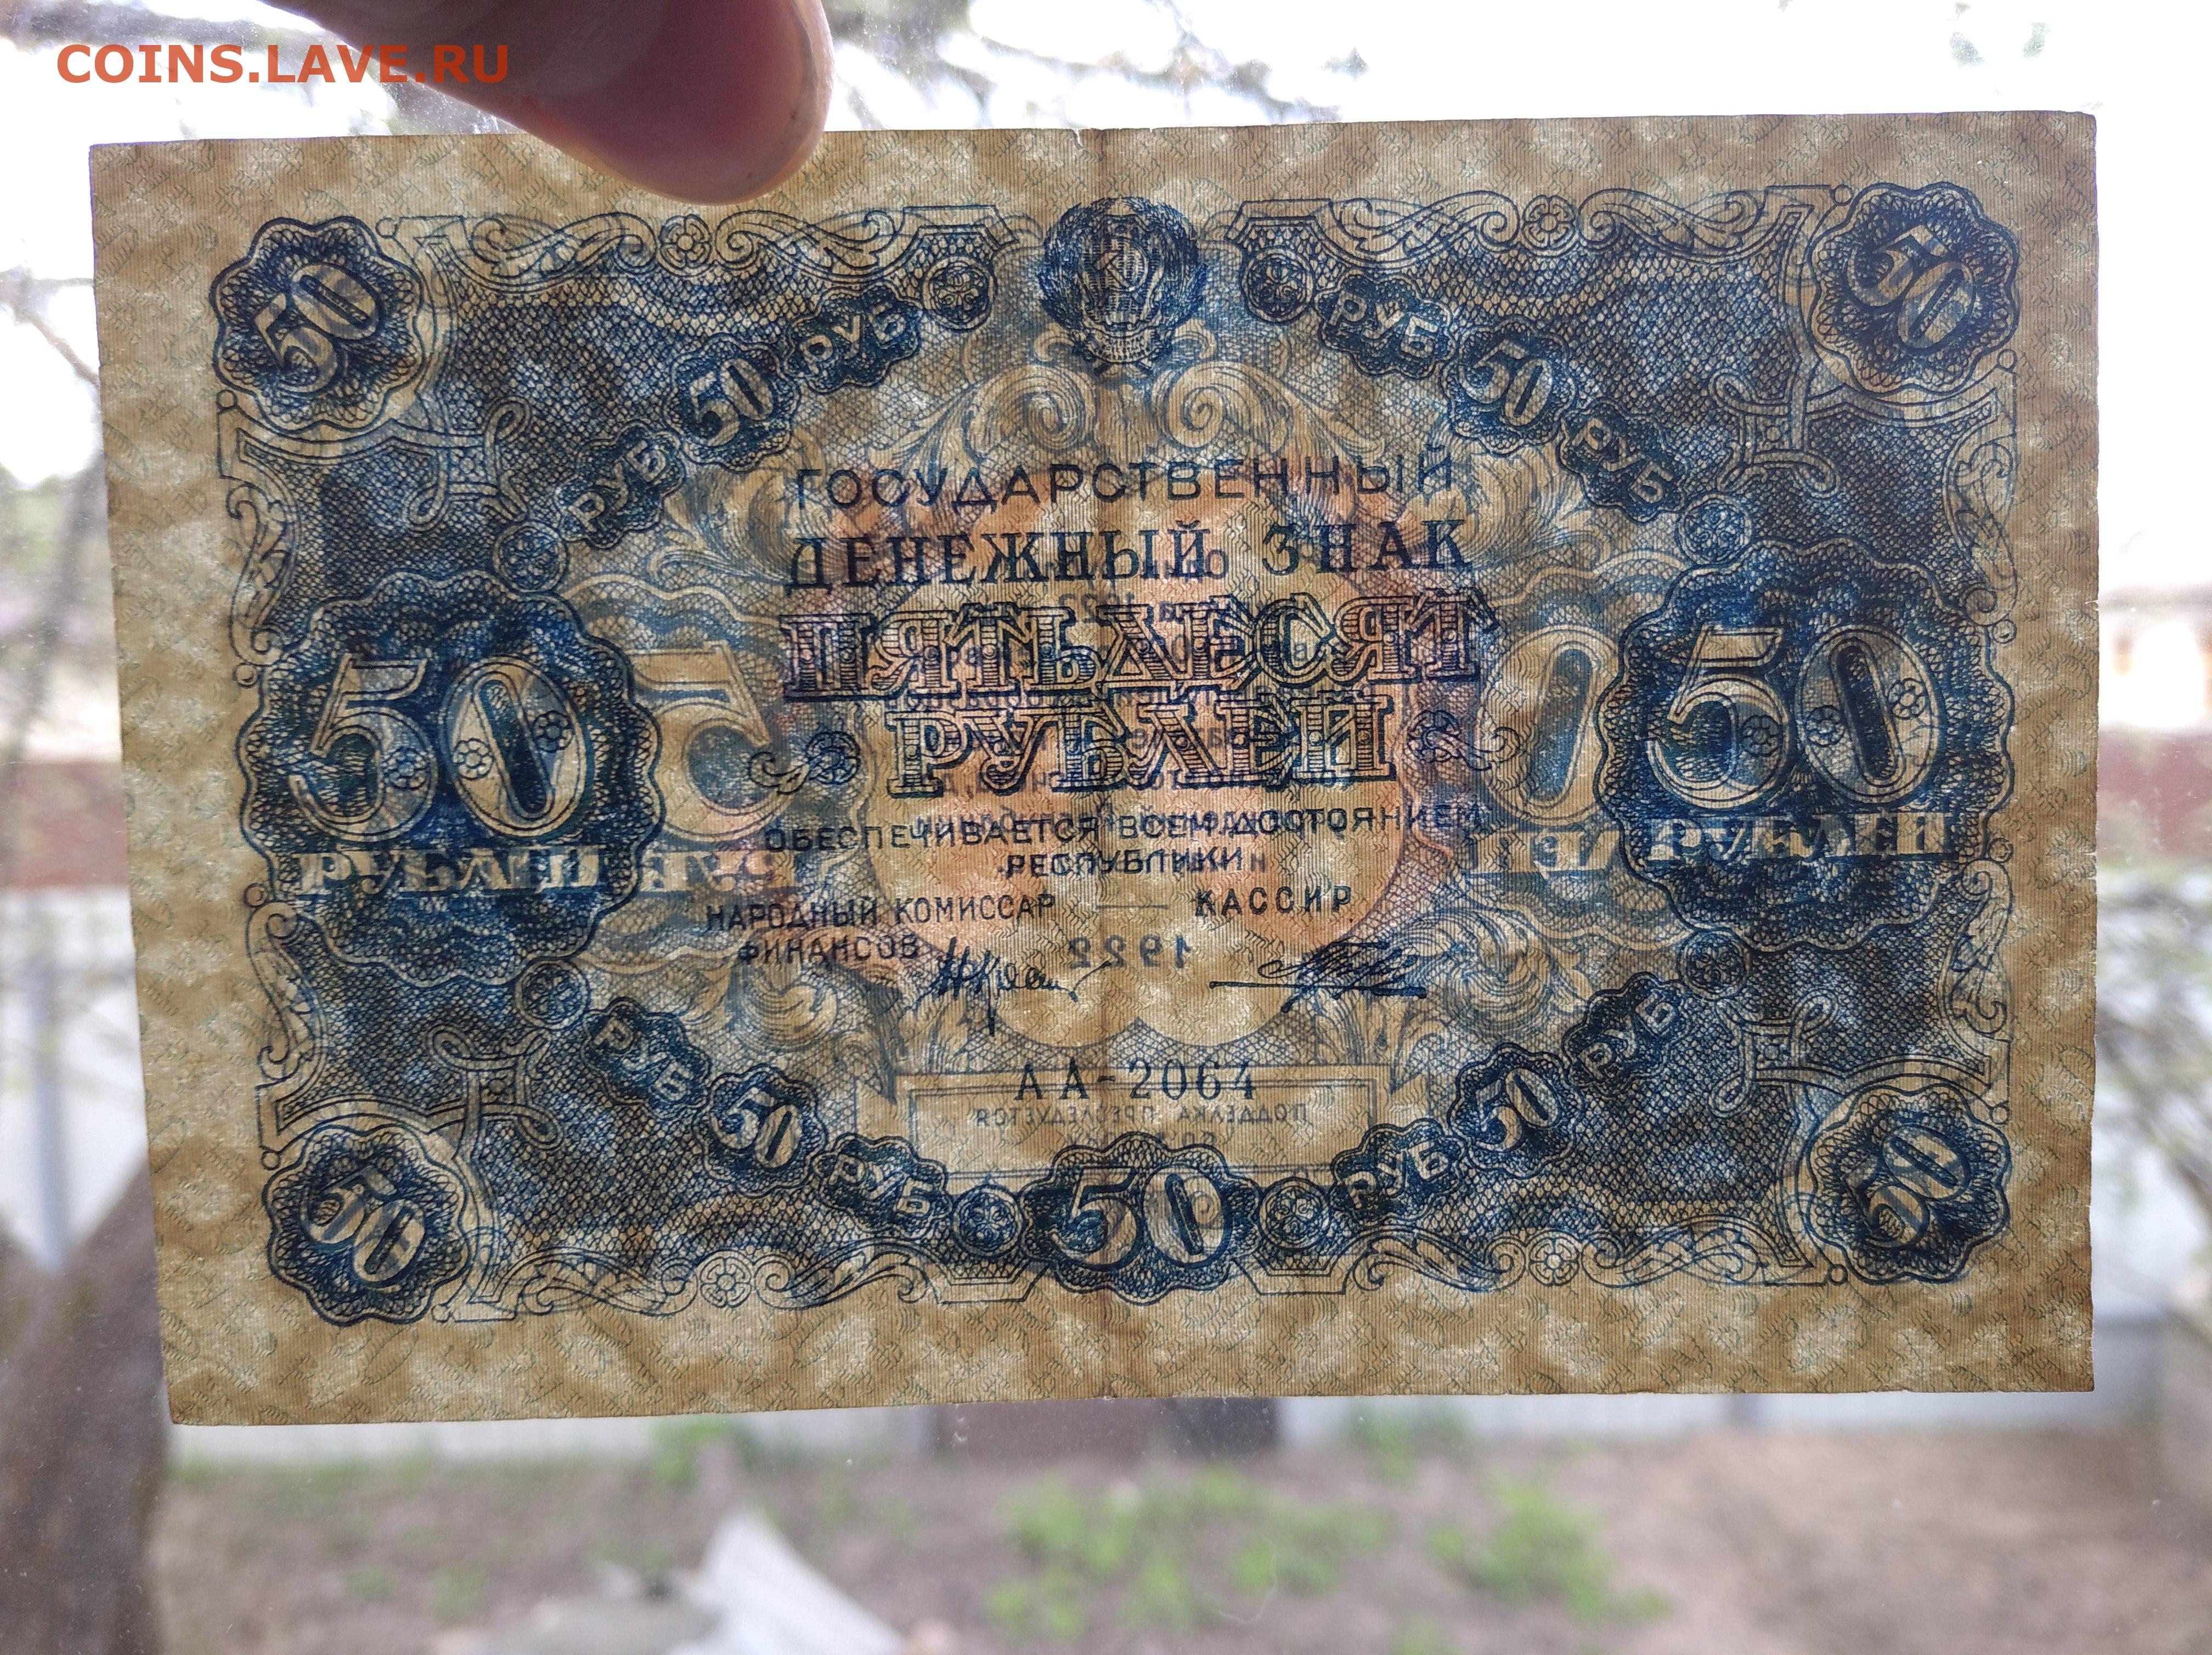 COINS.LAVE.RU
50 50
РУБ 50 РУБ РУБ 50 РУБ
ГОСУДАРСТВЕННЫЙ
ДЕНЕЖНЫЙ ЗНАК
ПЯТЬДЕСЯТ
РУБЛЕЙ
50 РУБЛЕЙ
50 РУБЛЕЙ
ОБЕСПЕЧИВАЕТСЯ ВСЕМ ДОСТОЯНИЕМ
РЕСПУБЛИКИ
НАРОДНЫЙ КОМИССАР — КАССИР
ФИНАНСОВ
1922
АА-2064
ПОДДЕЛКА ПРЕСЛЕДУЕТСЯ
РУБ 50 РУБ 50 РУБ 50 РУБ
50 50